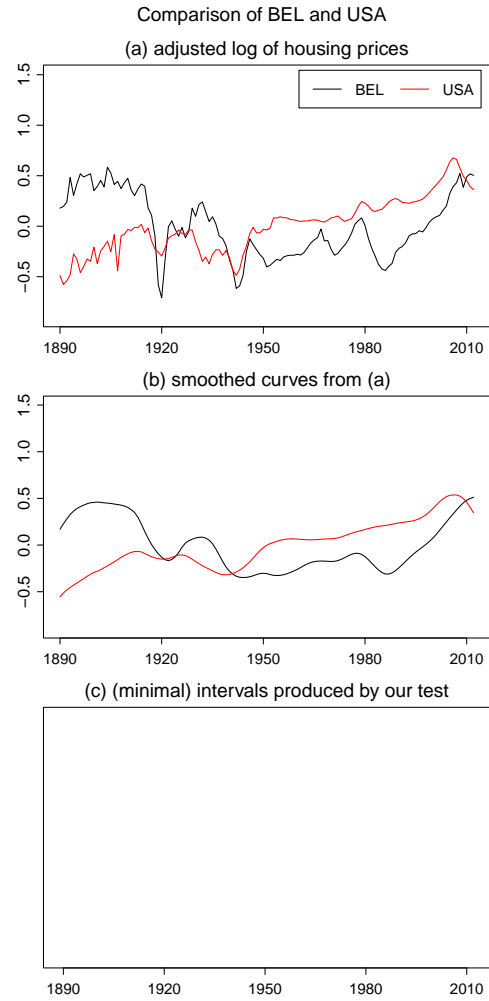 Comparison of BEL and USA
(a) adjusted log of housing prices
BEL USA
1.5
1.0
0.5
0.0
−0.5
1890 1920 1950 1980 2010
(b) smoothed curves from (a)
1.5
1.0
0.5
0.0
−0.5
1890 1920 1950 1980 2010
(c) (minimal) intervals produced by our test
1890 1920 1950 1980 2010